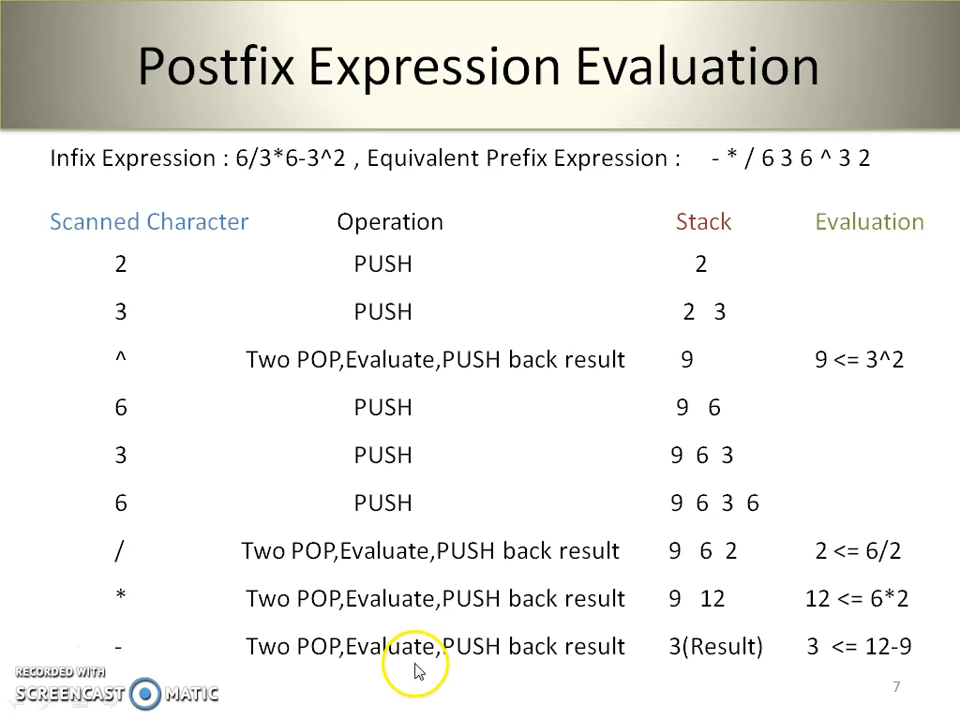 Postfix Expression Evaluation
Infix Expression : 6/3*6-3^2 , Equivalent Prefix Expression : - * / 6 3 6 ^ 3 2
Scanned Character Operation Stack Evaluation
2 PUSH 2
3 PUSH 2 3
^ Two POP,Evaluate,PUSH back result 9 9 <= 3^2
6 PUSH 9 6
3 PUSH 9 6 3
6 PUSH 9 6 3 6
/ Two POP,Evaluate,PUSH back result 9 6 2 2 <= 6/2
* Two POP,Evaluate,PUSH back result 9 12 12 <= 6*2
- Two POP,Evaluate,PUSH back result 3(Result) 3 <= 12-9
RECORDED WITH
SCREENCAST MATIC
7